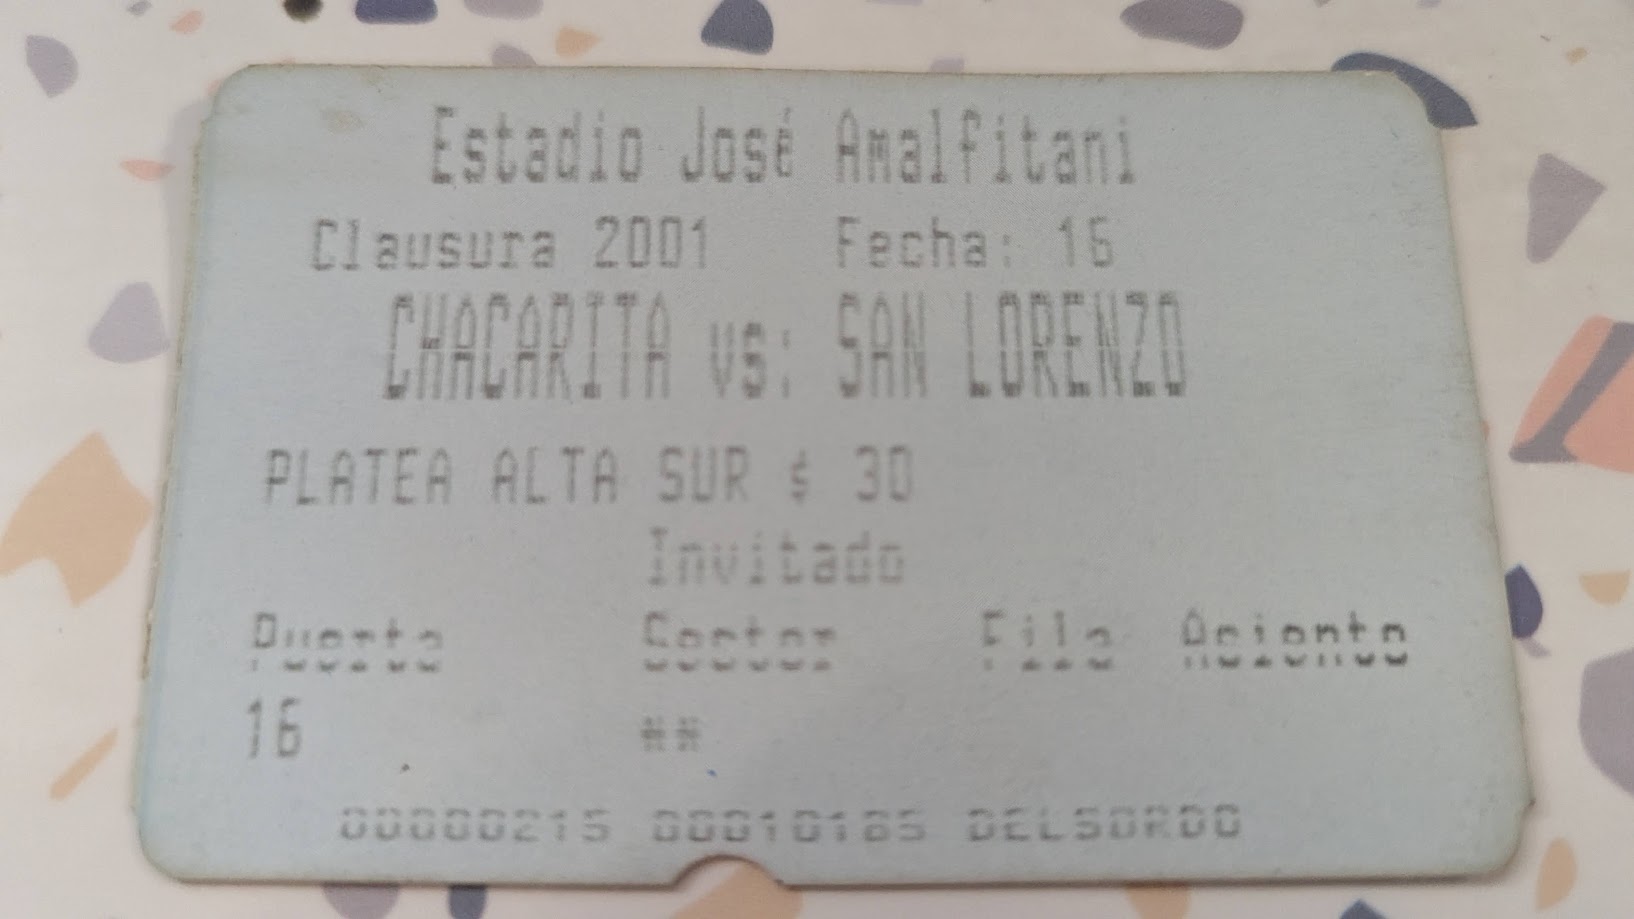 Estadio José Amalfitani
Clausura 2001 Fecha: 16
CHACARITA vs: SAN LORENZO
PLATEA ALTA SUR $ 30
Invitado
Puerta Sector Fila Asiento
16 ##
00000215 00010185 DELSORDO